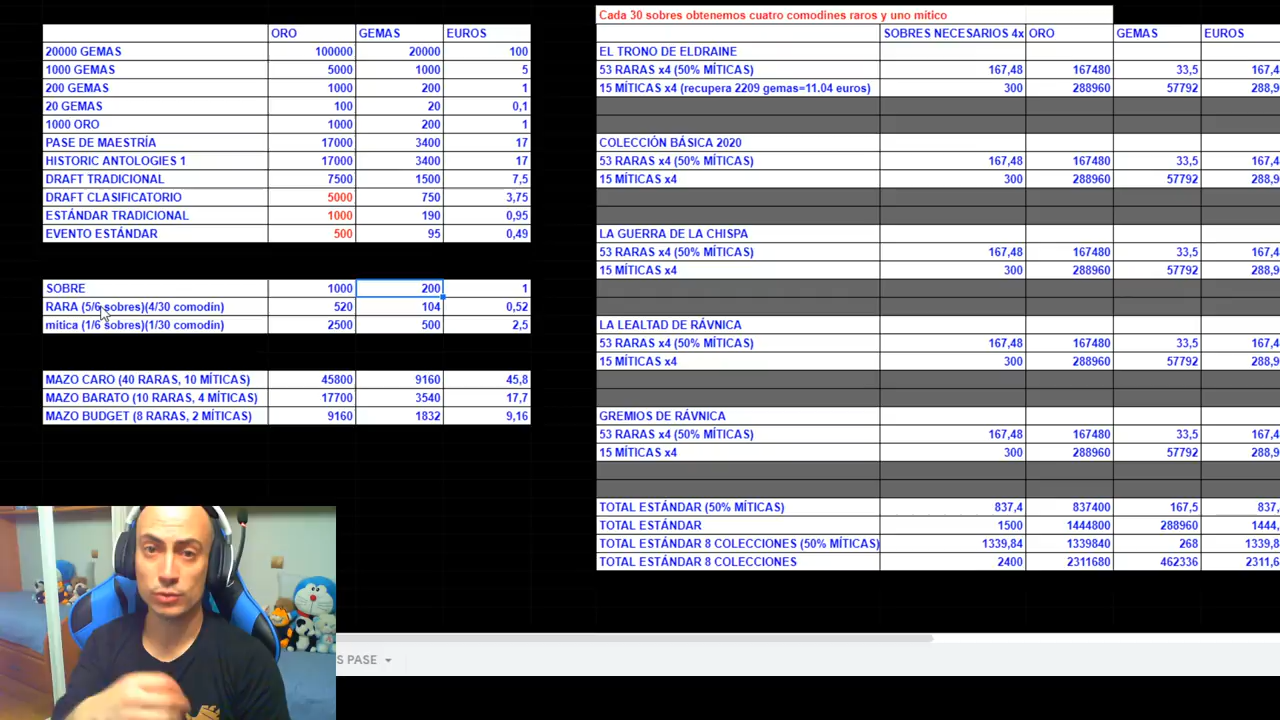 ORO GEMAS EUROS
20000 GEMAS 100000 20000 100
1000 GEMAS 5000 1000 5
200 GEMAS 1000 200 1
20 GEMAS 100 20 0,1
1000 ORO 1000 200 1
PASE DE MAESTRÍA 17000 3400 17
HISTORIC ANTOLOGIES 1 17000 3400 17
DRAFT TRADICIONAL 7500 1500 7,5
DRAFT CLASIFICATORIO 5000 750 3,75
ESTÁNDAR TRADICIONAL 1000 190 0,95
EVENTO ESTÁNDAR 500 95 0,49
SOBRE 1000 200 1
RARA (5/6 sobres)(4/30 comodín) 520 104 0,52
mítica (1/6 sobres)(1/30 comodín) 2500 500 2,5
MAZO CARO (40 RARAS, 10 MÍTICAS) 45800 9160 45,8
MAZO BARATO (10 RARAS, 4 MÍTICAS) 17700 3540 17,7
MAZO BUDGET (8 RARAS, 2 MÍTICAS) 9160 1832 9,16
Cada 30 sobres obtenemos cuatro comodines raros y uno mítico
SOBRES NECESARIOS 4x ORO GEMAS EUROS
EL TRONO DE ELDRAINE
53 RARAS x4 (50% MÍTICAS) 167,48 167480 33,5 167,4
15 MÍTICAS x4 (recupera 2209 gemas=11.04 euros) 300 288960 57792 288,9
COLECCIÓN BÁSICA 2020
53 RARAS x4 (50% MÍTICAS) 167,48 167480 33,5 167,4
15 MÍTICAS x4 300 288960 57792 288,9
LA GUERRA DE LA CHISPA
53 RARAS x4 (50% MÍTICAS) 167,48 167480 33,5 167,4
15 MÍTICAS x4 300 288960 57792 288,9
LA LEALTAD DE RÁVNICA
53 RARAS x4 (50% MÍTICAS) 167,48 167480 33,5 167,4
15 MÍTICAS x4 300 288960 57792 288,9
GREMIOS DE RÁVNICA
53 RARAS x4 (50% MÍTICAS) 167,48 167480 33,5 167,4
15 MÍTICAS x4 300 288960 57792 288,9
TOTAL ESTÁNDAR (50% MÍTICAS) 837,4 837400 167,5 837,
TOTAL ESTÁNDAR 1500 1444800 288960 1444,
TOTAL ESTÁNDAR 8 COLECCIONES (50% MÍTICAS) 1339,84 1339840 268 1339,8
TOTAL ESTÁNDAR 8 COLECCIONES 2400 2311680 462336 2311,6
S PASE